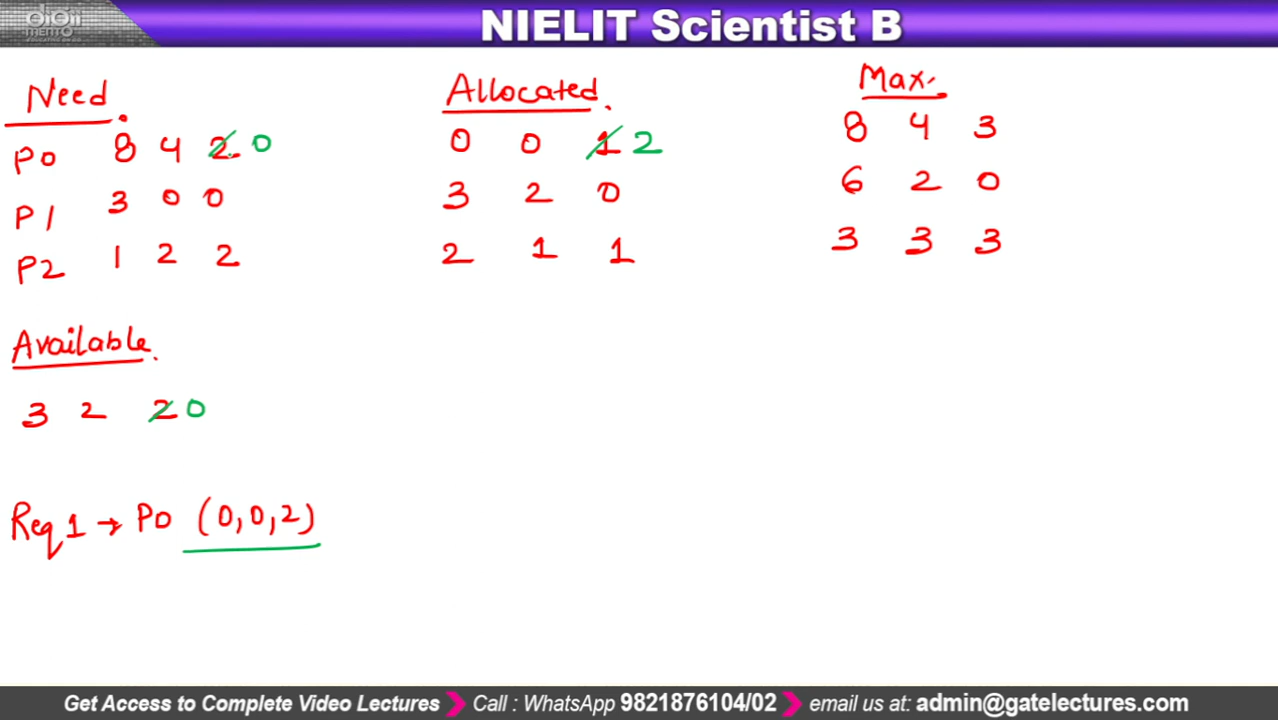 digii
MENTO
NIELIT Scientist B
Need Allocated Max.
P0 8 4 2 0 0 0 1 2 8 4 3
P1 3 0 0 3 2 0 6 2 0
P2 1 2 2 2 1 1 3 3 3
Available
3 2 2 0
Req 1 → P0 (0,0,2)
Get Access to Complete Video Lectures Call : WhatsApp 9821876104/02 email us at: admin@gatelectures.com